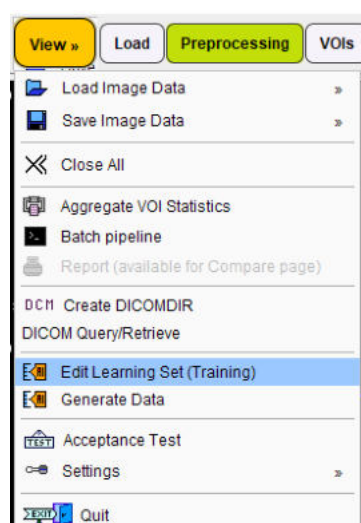 View »
Load
Preprocessing
VOIs
Load Image Data »
Save Image Data »
Close All
Aggregate VOI Statistics
Batch pipeline
Report (available for Compare page)
DCM Create DICOMDIR
DICOM Query/Retrieve
Edit Learning Set (Training)
Generate Data
TEST Acceptance Test
Settings »
EXIT Quit